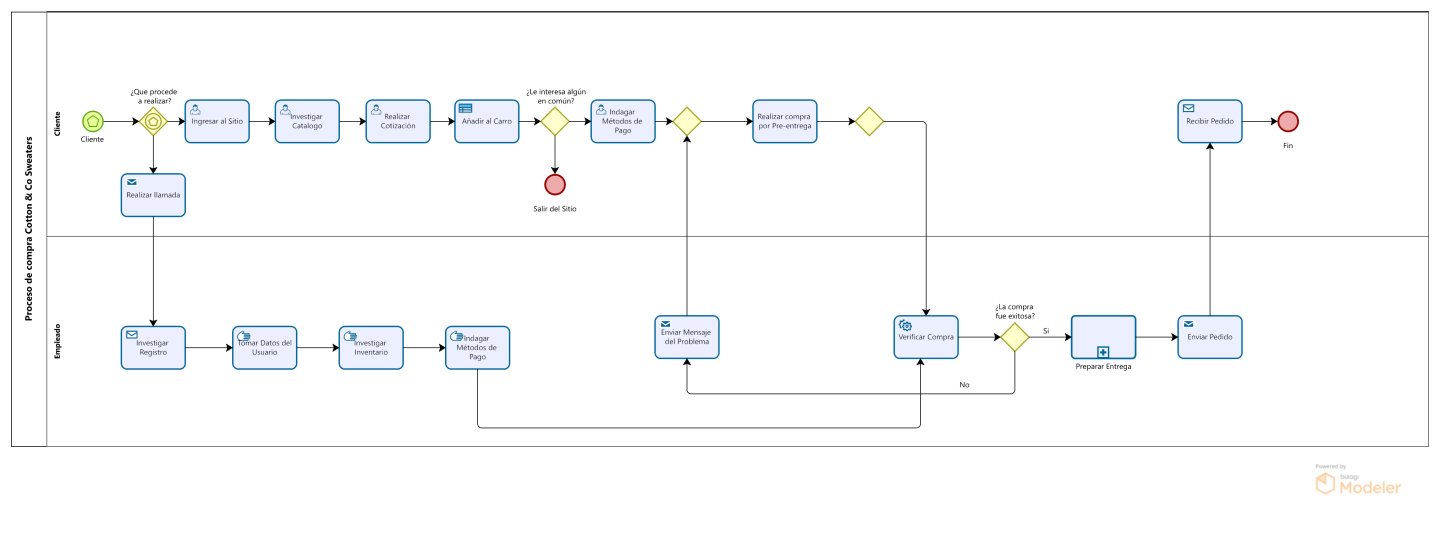 Proceso de compra Cotton & Co Sweaters
Cliente
Cliente
¿Que procede
a realizar?
Ingresar al Sitio
Investigar
Catalogo
Realizar
Cotización
Añadir al Carro
¿Le interesa algún
en común?
Salir del Sitio
Indagar
Métodos de
Pago
Realizar compra
por Pre-entrega
Recibir Pedido
Fin
Realizar llamada
Empleado
Investigar
Registro
Tomar Datos del
Usuario
Investigar
Inventario
Indagar
Métodos de
Pago
Enviar Mensaje
del Problema
Verificar Compra
¿La compra
fue exitosa?
Si
No
Preparar Entrega
Enviar Pedido
Powered by
bizagi
Modeler